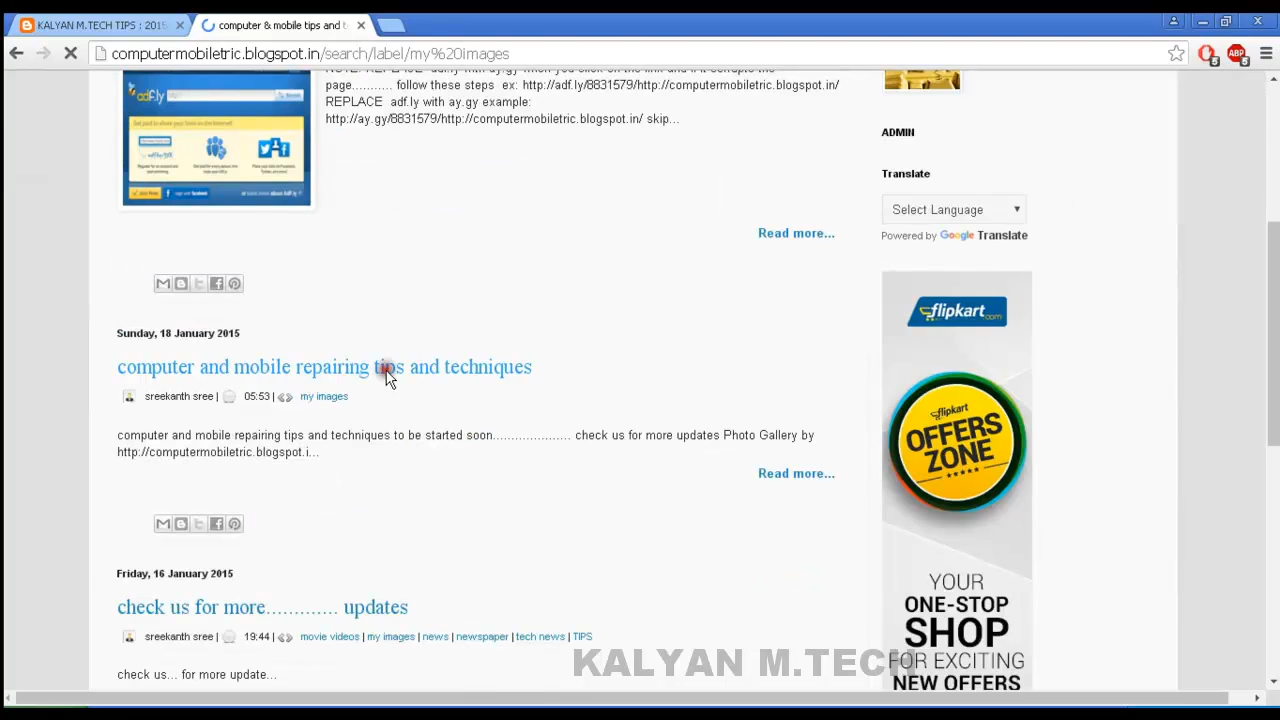 KALYAN M.TECH TIPS : 2015
computer & mobile tips and t
computermobiletric.blogspot.in/search/label/my%20images
ABP
5
5
page........... follow these steps ex: http://adf.ly/8831579/http://computermobiletric.blogspot.in/
REPLACE adf.ly with ay.gy example:
http://ay.gy/8831579/http://computermobiletric.blogspot.in/ skip...
adf.ly
Read more...
Sunday, 18 January 2015
computer and mobile repairing tips and techniques
sreekanth sree | 05:53 | my images
computer and mobile repairing tips and techniques to be started soon..................... check us for more updates Photo Gallery by
http://computermobiletric.blogspot.i...
Read more...
Friday, 16 January 2015
check us for more............. updates
sreekanth sree | 19:44 | movie videos | my images | news | newspaper | tech news | TIPS
check us... for more update...
ADMIN
Translate
Select Language
Powered by Google Translate
flipkart.com
flipkart
OFFERS
ZONE
YOUR
ONE-STOP
SHOP
FOR EXCITING
NEW OFFERS
KALYAN M.TECH